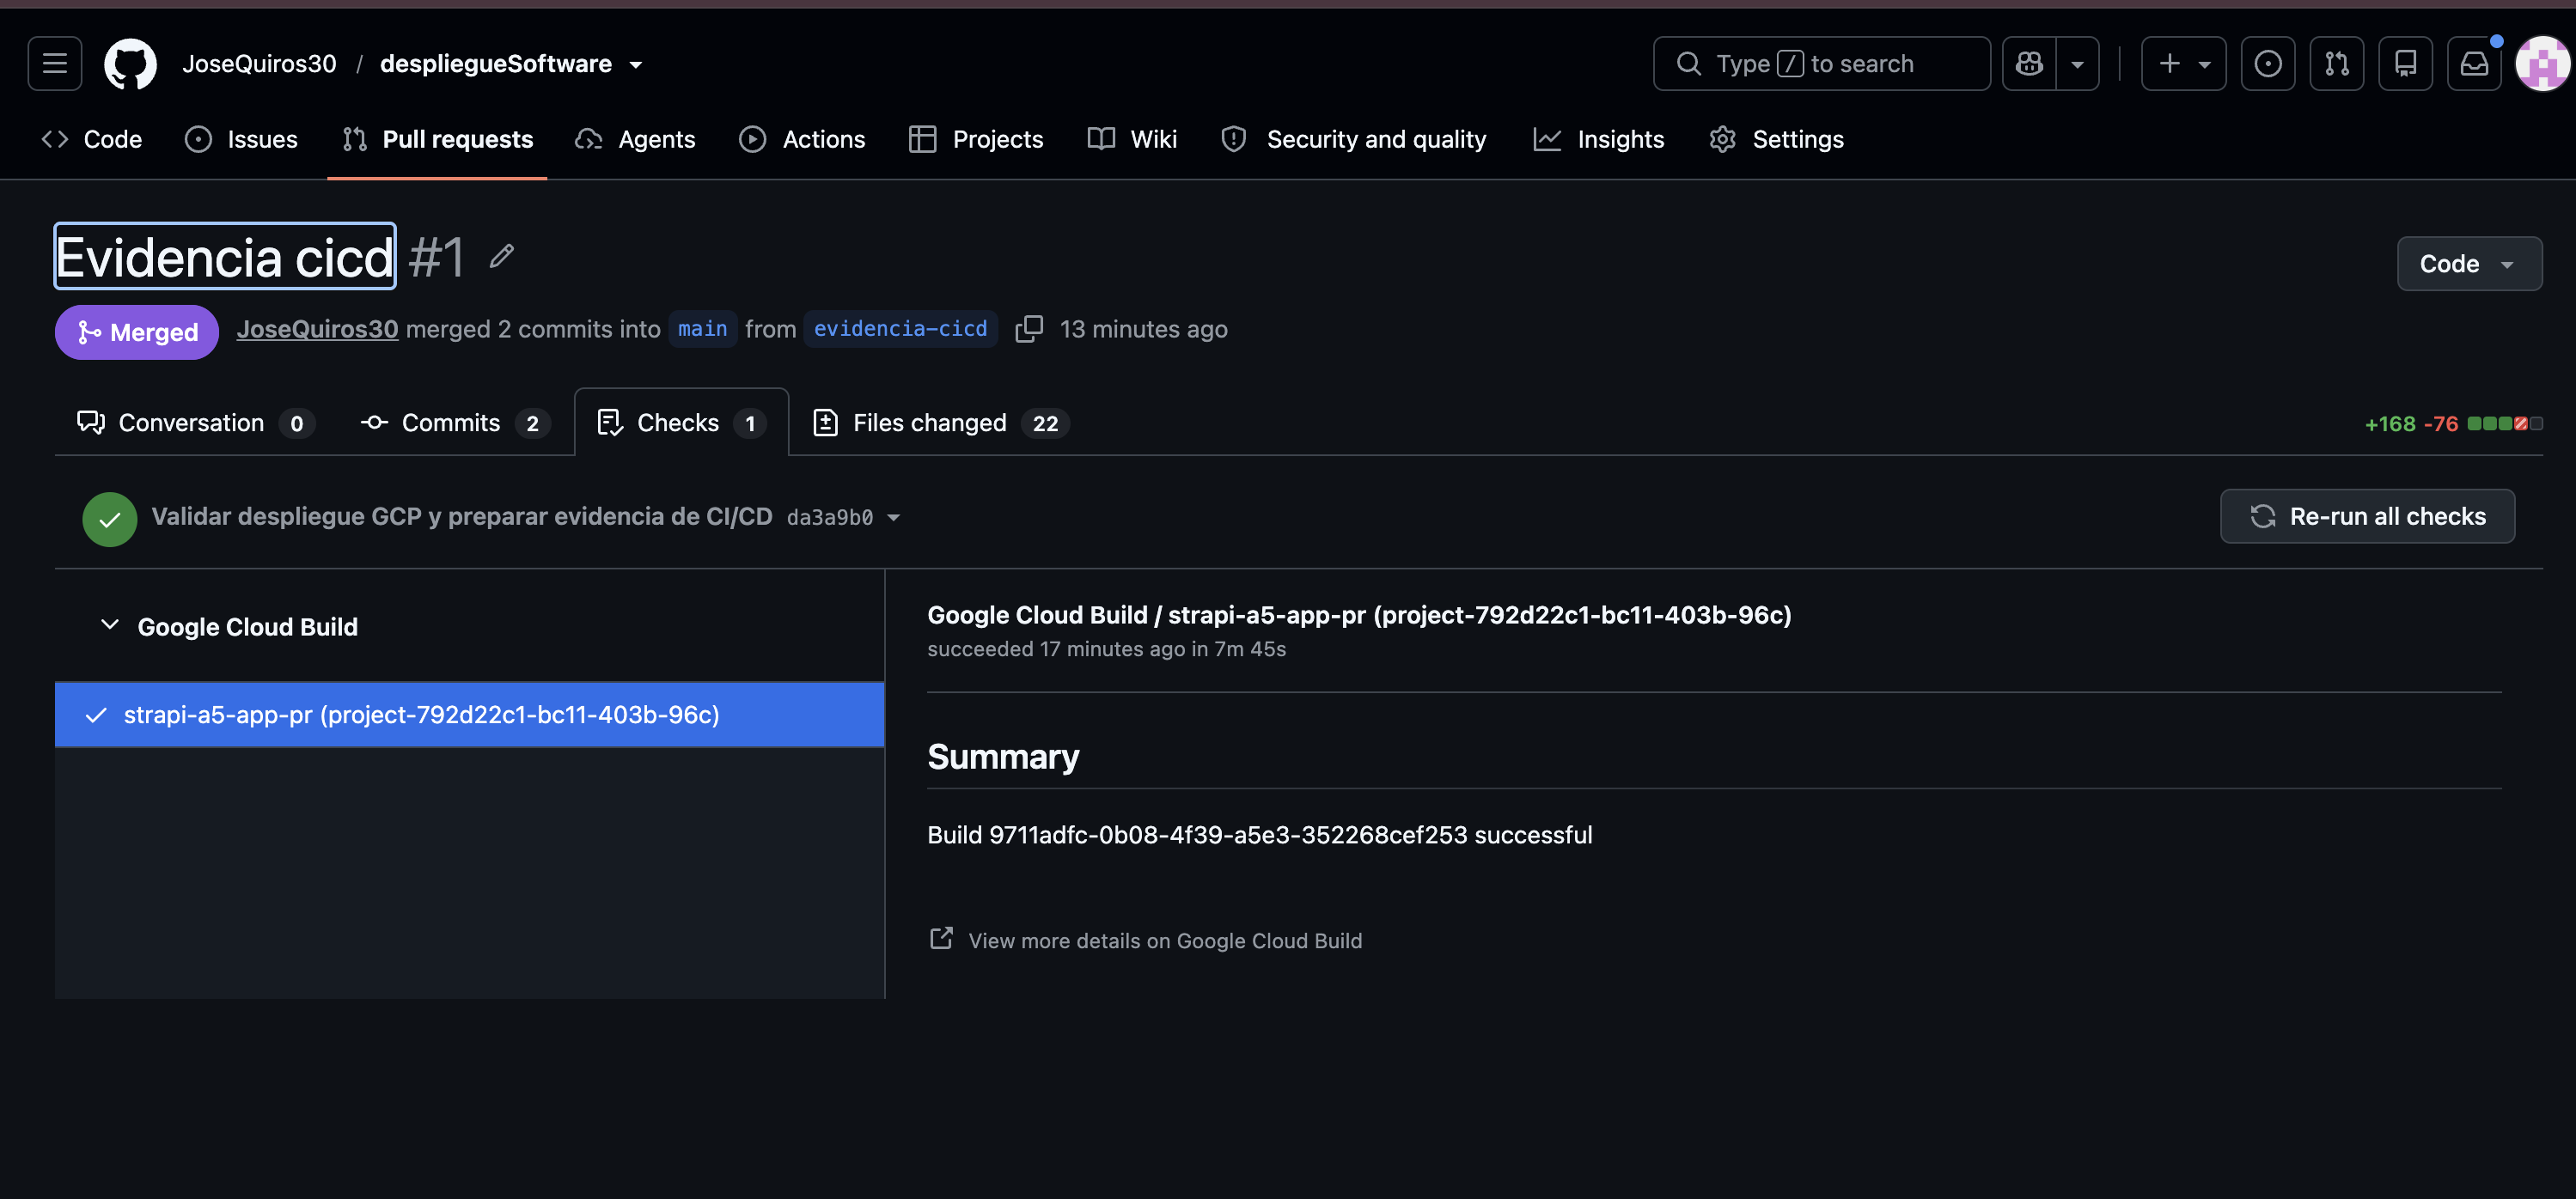 JoseQuiros30 / despliegueSoftware
Type / to search
Code Issues Pull requests Agents Actions Projects Wiki Security and quality Insights Settings
Evidencia cicd #1
Code
Merged JoseQuiros30 merged 2 commits into main from evidencia-cicd 13 minutes ago
Conversation 0 Commits 2 Checks 1 Files changed 22
+168 -76
Validar despliegue GCP y preparar evidencia de CI/CD da3a9b0
Re-run all checks
Google Cloud Build
strapi-a5-app-pr (project-792d22c1-bc11-403b-96c)
Google Cloud Build / strapi-a5-app-pr (project-792d22c1-bc11-403b-96c)
succeeded 17 minutes ago in 7m 45s
Summary
Build 9711adfc-0b08-4f39-a5e3-352268cef253 successful
View more details on Google Cloud Build